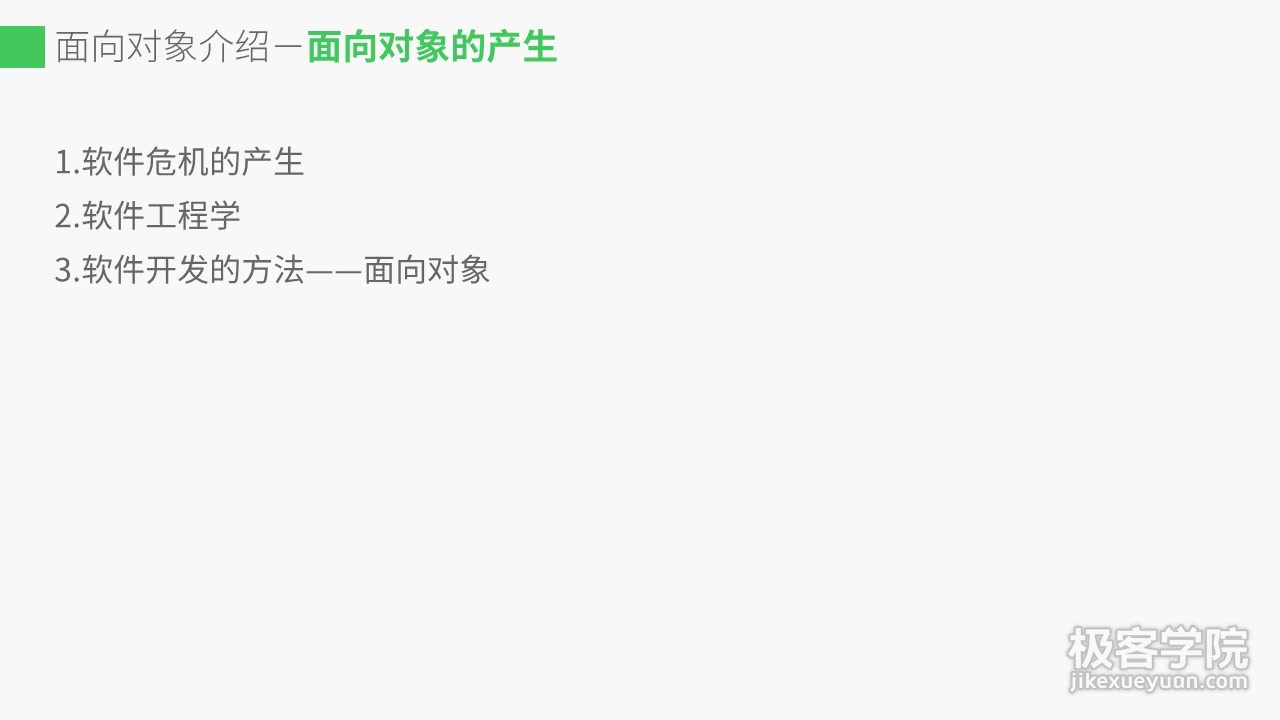 面向对象介绍－面向对象的产生
1.软件危机的产生
2.软件工程学
3.软件开发的方法——面向对象
极客学院
jikexueyuan.com